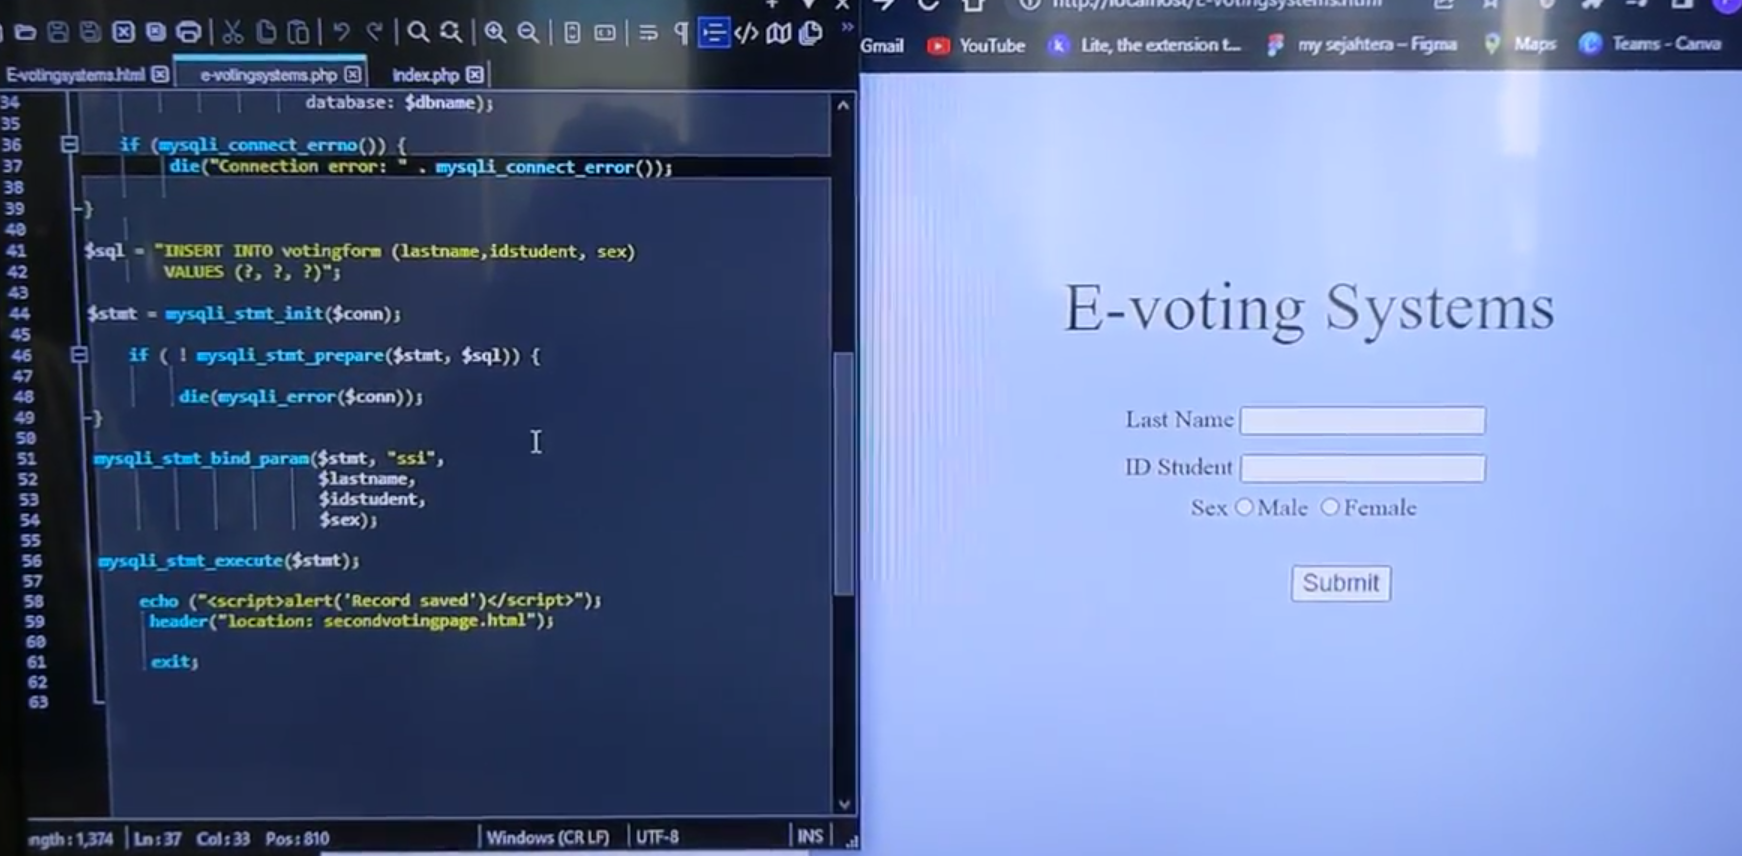 E-votingsystems.html
e-votingsystems.php
index.php
34 database: $dbname);
35
36 if (mysqli_connect_errno()) {
37 die("Connection error: " . mysqli_connect_error());
38
39 }
40
41 $sql = "INSERT INTO votingform (lastname,idstudent, sex)
42 VALUES (?, ?, ?)";
43
44 $stmt = mysqli_stmt_init($conn);
45
46 if ( ! mysqli_stmt_prepare($stmt, $sql)) {
47
48 die(mysqli_error($conn));
49 }
50
51 mysqli_stmt_bind_param($stmt, "ssi",
52 $lastname,
53 $idstudent,
54 $sex);
55
56 mysqli_stmt_execute($stmt);
57
58 echo ("<script>alert('Record saved')</script>");
59 header("location: secondvotingpage.html");
60
61 exit;
62
63
ngth: 1,374 Ln: 37 Col: 33 Pos: 810 Windows (CR LF) UTF-8 INS
http://localhost/E-votingsystems.html
Gmail YouTube Lite, the extension t... my sejahtera – Figma Maps Teams - Canva
E-voting Systems
Last Name
ID Student
Sex Male Female
Submit